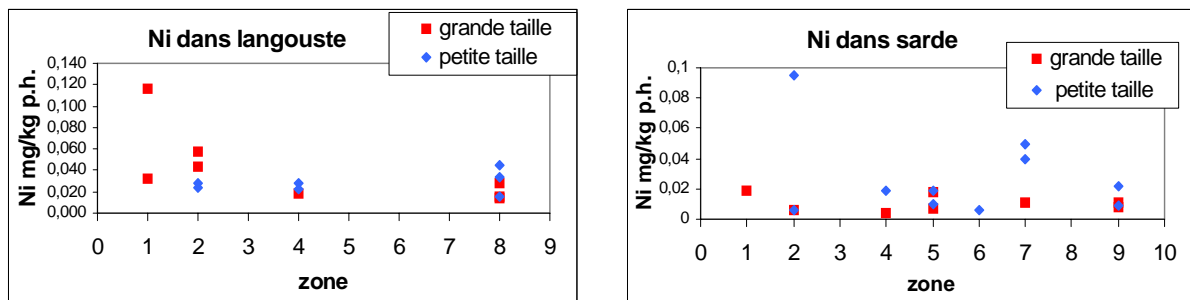 Ni dans langouste
grande taille
petite taille
Ni mg/kg p.h.
0,140
0,120
0,100
0,080
0,060
0,040
0,020
0,000
0 1 2 3 4 5 6 7 8 9
zone
Ni dans sarde
grande taille
petite taille
Ni mg/kg p.h.
0,1
0,08
0,06
0,04
0,02
0
0 1 2 3 4 5 6 7 8 9 10
zone